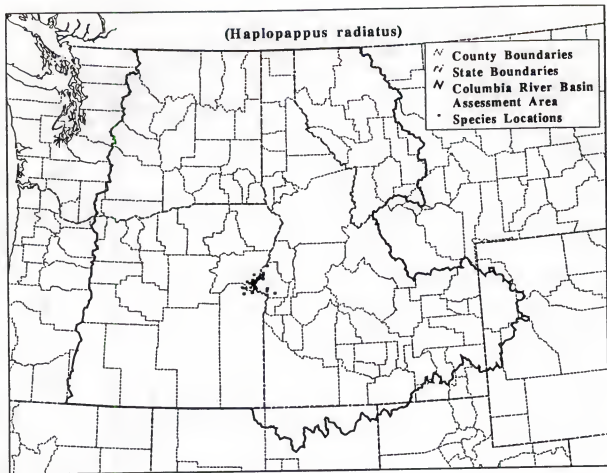 (Haplopappus radiatus)
County Boundaries
State Boundaries
Columbia River Basin
Assessment Area
Species Locations